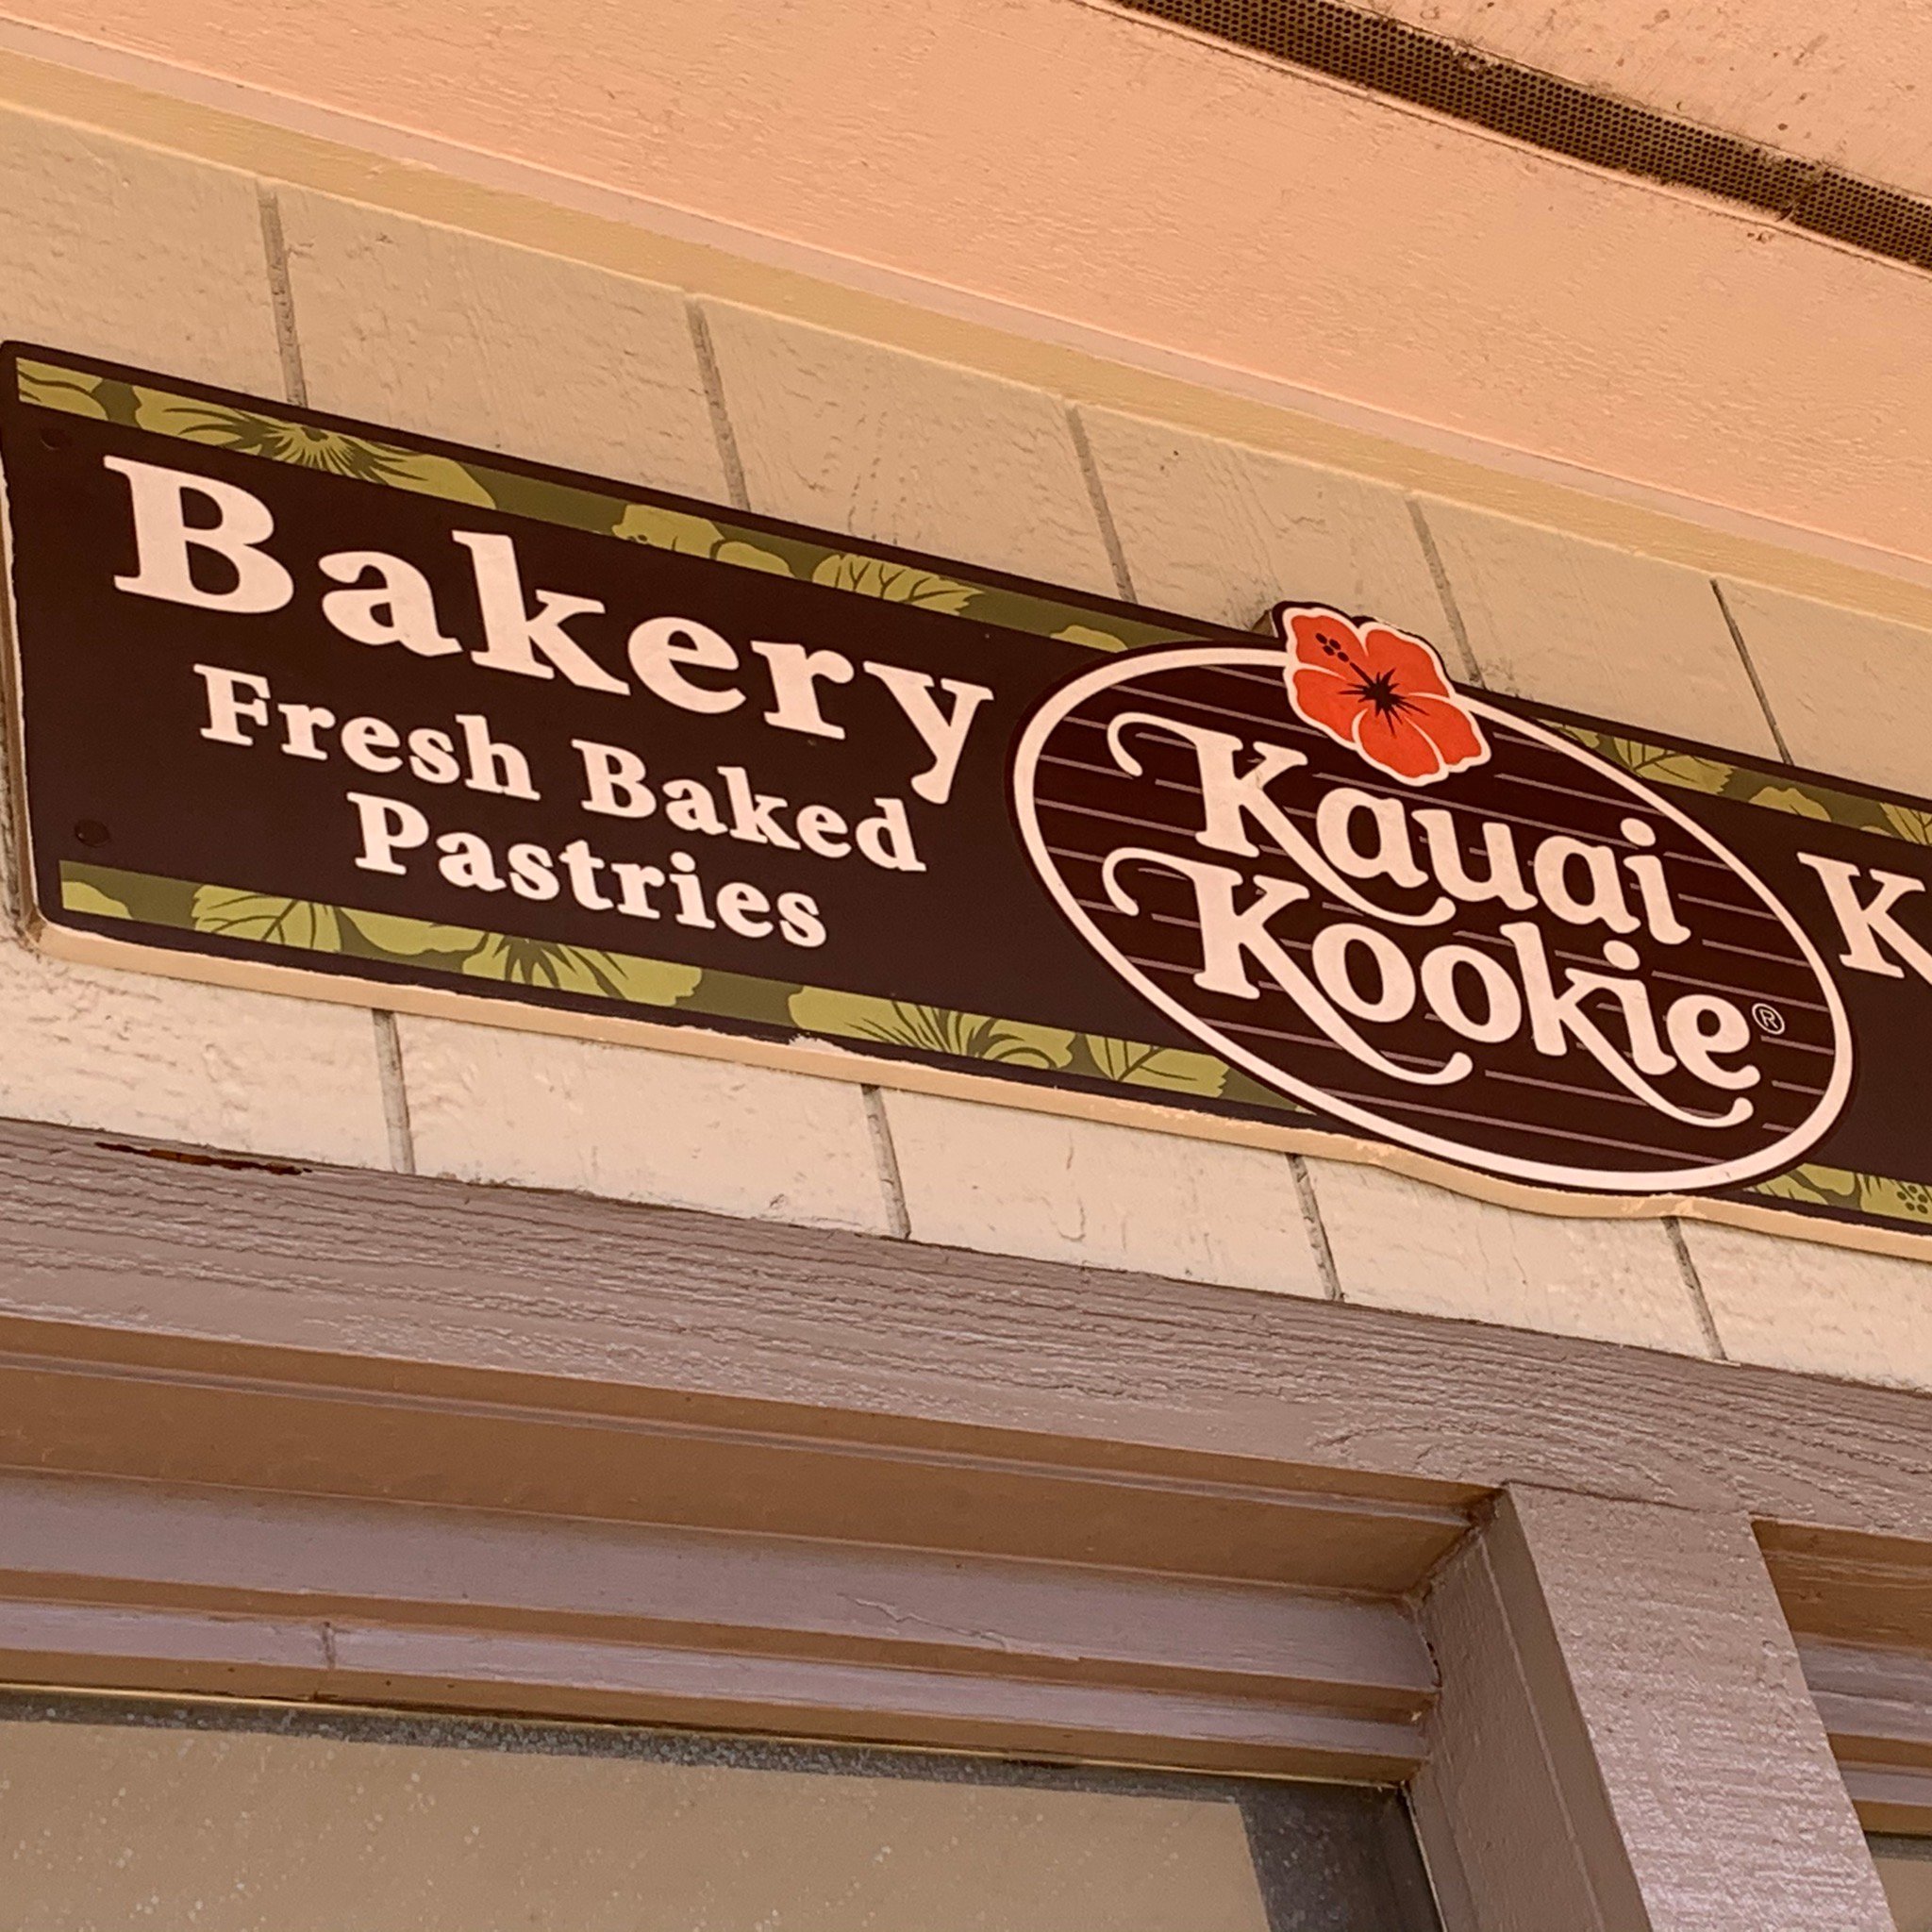 Bakery
Fresh Baked
Pastries
Kauai
Kookie®
K